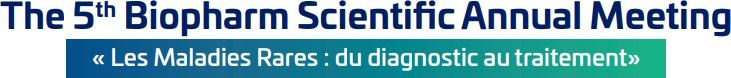 The 5th Biopharm Scientific Annual Meeting
« Les Maladies Rares : du diagnostic au traitement»